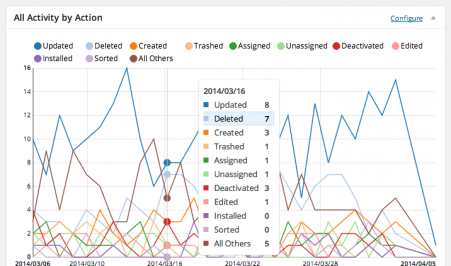 All Activity by Action Configure
Updated Deleted Created Trashed Assigned Unassigned Deactivated Edited
Installed Sorted All Others
16
14
12
10
8
6
4
2
0
2014/03/16
Updated 8
Deleted 7
Created 3
Trashed 1
Assigned 1
Unassigned 1
Deactivated 3
Edited 1
Installed 1
Sorted
All Others 5
2014/03/06 2014/03/10 2014/03/16 2014/03/22 2014/03/28 2014/04/05